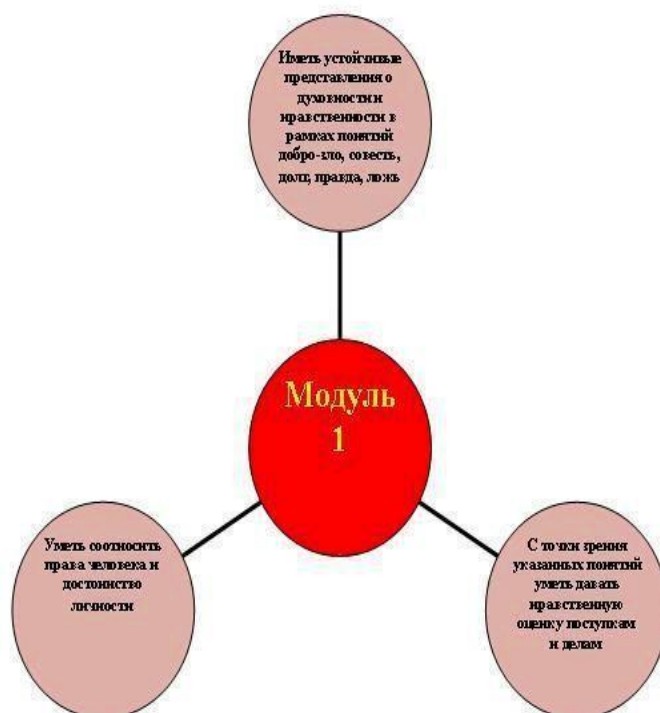 Иметь устойчивые
представления о
духовности и
нравственности в
рамках понятий
добро-зло, совесть,
долг, правда, ложь
Модуль
1
Уметь соотносить
права человека и
достоинство
личности
С точки зрения
указанных понятий
уметь давать
нравственную
оценку поступкам
и делам